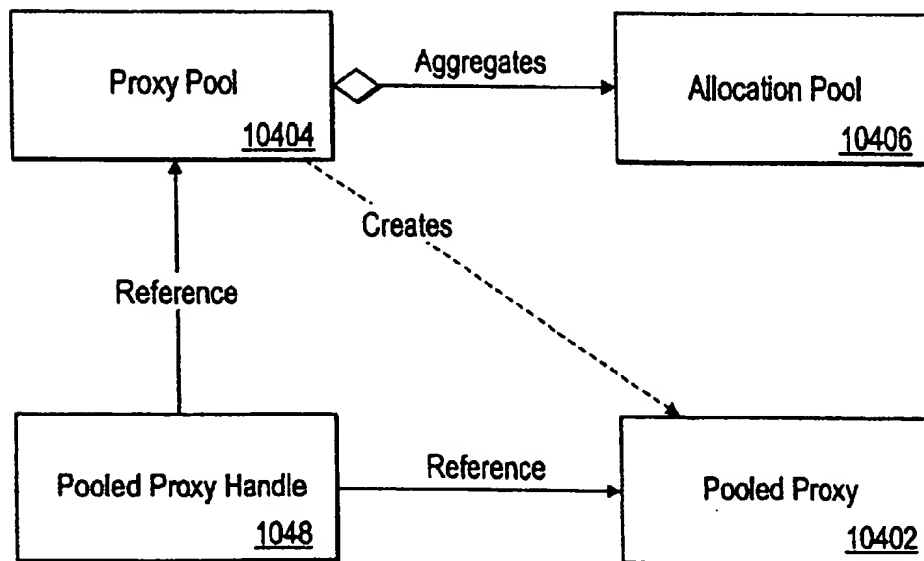 Proxy Pool
10404
Aggregates
Allocation Pool
10406
Creates
Reference
Pooled Proxy Handle
1048
Reference
Pooled Proxy
10402